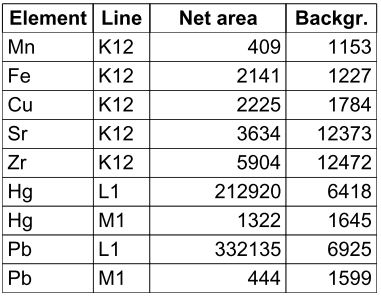 Element Line Net area Backgr.
Mn K12 409 1153
Fe K12 2141 1227
Cu K12 2225 1784
Sr K12 3634 12373
Zr K12 5904 12472
Hg L1 212920 6418
Hg M1 1322 1645
Pb L1 332135 6925
Pb M1 444 1599